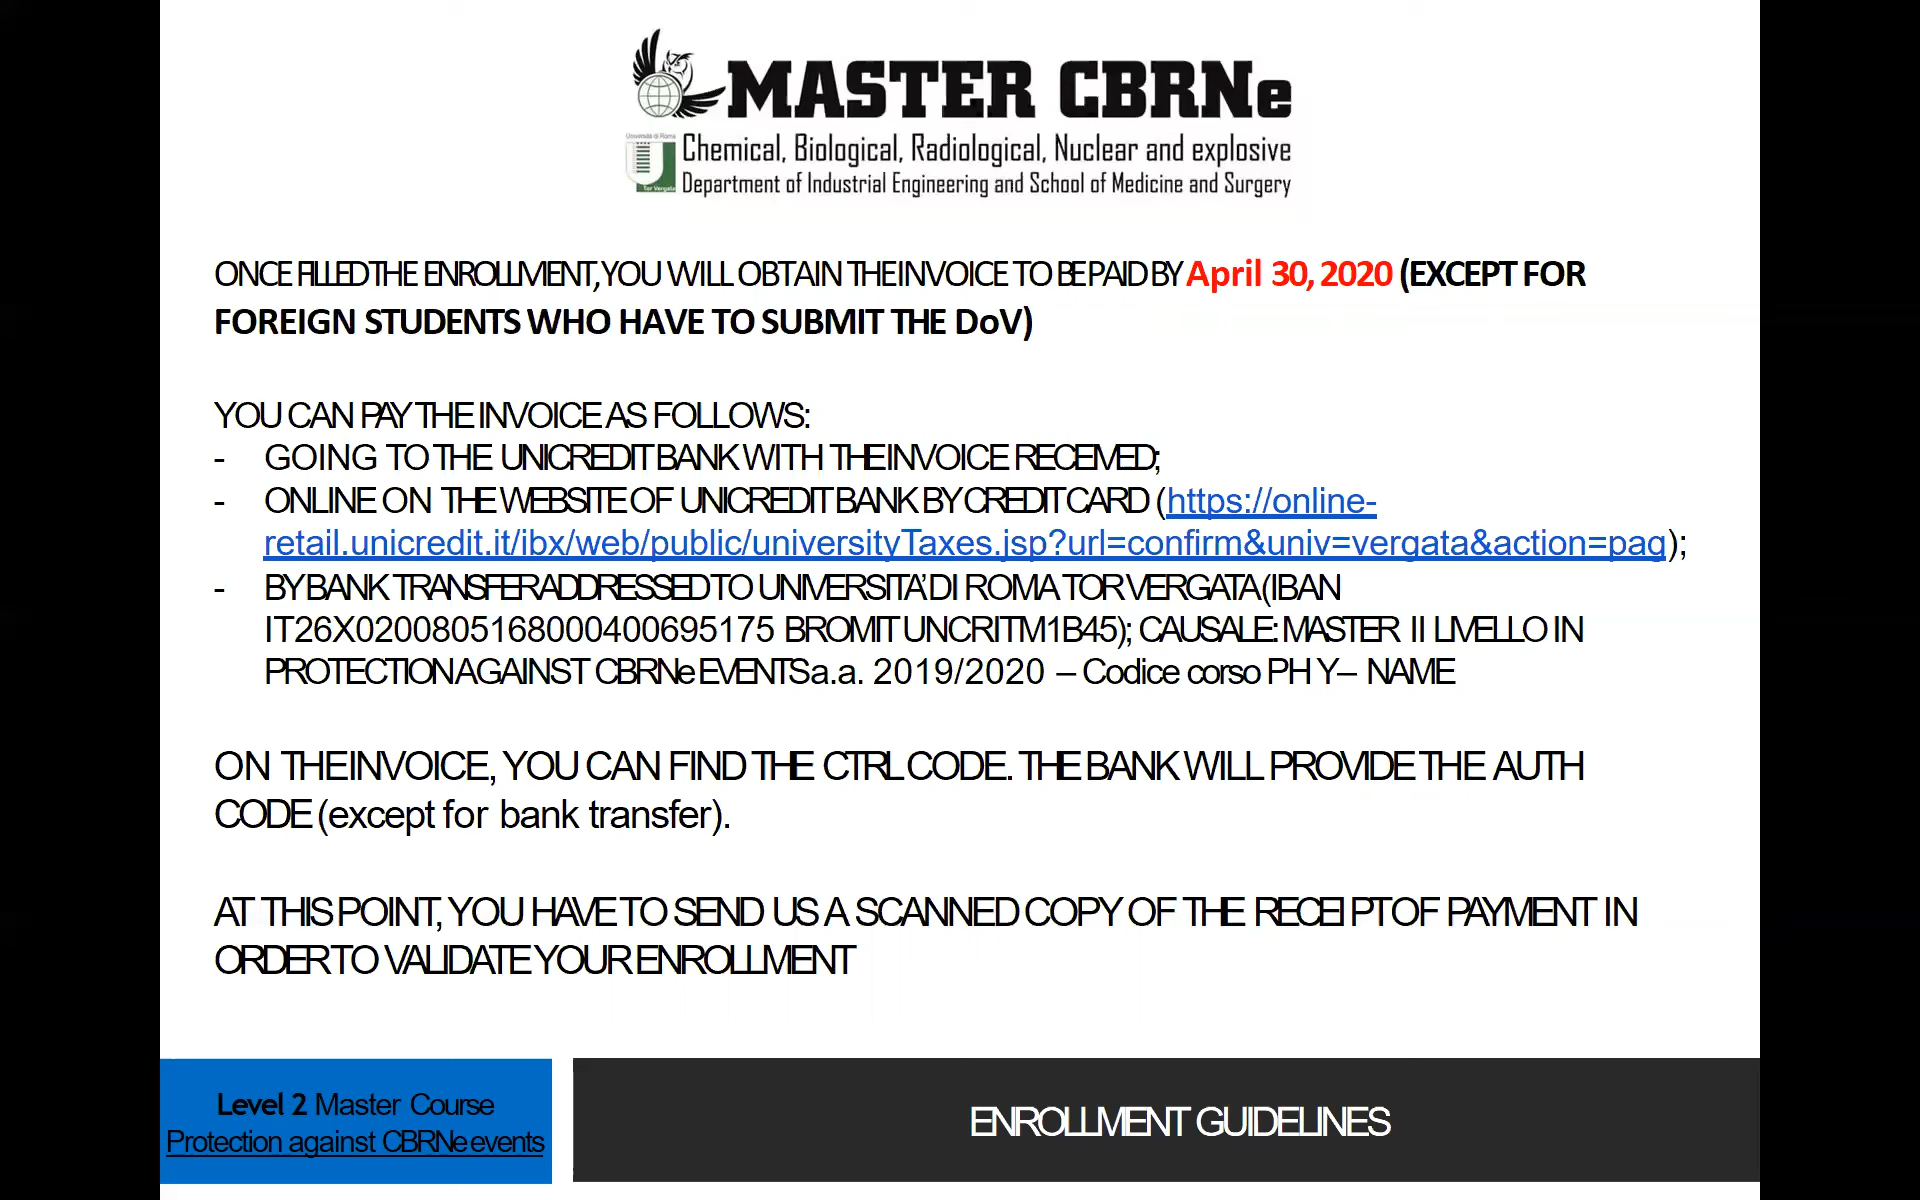 MASTER CBRNe
Università di Roma
Tor Vergata
Chemical, Biological, Radiological, Nuclear and explosive
Department of Industrial Engineering and School of Medicine and Surgery
ONCE FILLED THE ENROLLMENT, YOU WILL OBTAIN THE INVOICE TO BE PAID BY April 30, 2020 (EXCEPT FOR
FOREIGN STUDENTS WHO HAVE TO SUBMIT THE DoV)
YOU CAN PAY THE INVOICE AS FOLLOWS:
- GOING TO THE UNICREDIT BANK WITH THE INVOICE RECEIVED;
- ONLINE ON THE WEBSITE OF UNICREDIT BANK BY CREDIT CARD (https://online-
retail.unicredit.it/ibx/web/public/universityTaxes.jsp?url=confirm&univ=vergata&action=pag);
- BY BANK TRANSFER ADDRESSED TO UNIVERSITA' DI ROMA TOR VERGATA (IBAN
IT26X0200805168000400695175 BROMIT UNCRITM1B45); CAUSALE: MASTER II LIVELLO IN
PROTECTION AGAINST CBRNe EVENTS a.a. 2019/2020 – Codice corso PH Y– NAME
ON THE INVOICE, YOU CAN FIND THE CTRL CODE. THE BANK WILL PROVIDE THE AUTH
CODE (except for bank transfer).
AT THIS POINT, YOU HAVE TO SEND US A SCANNED COPY OF THE RECEIPT OF PAYMENT IN
ORDER TO VALIDATE YOUR ENROLLMENT
Level 2 Master Course
Protection against CBRNe events
ENROLLMENT GUIDELINES